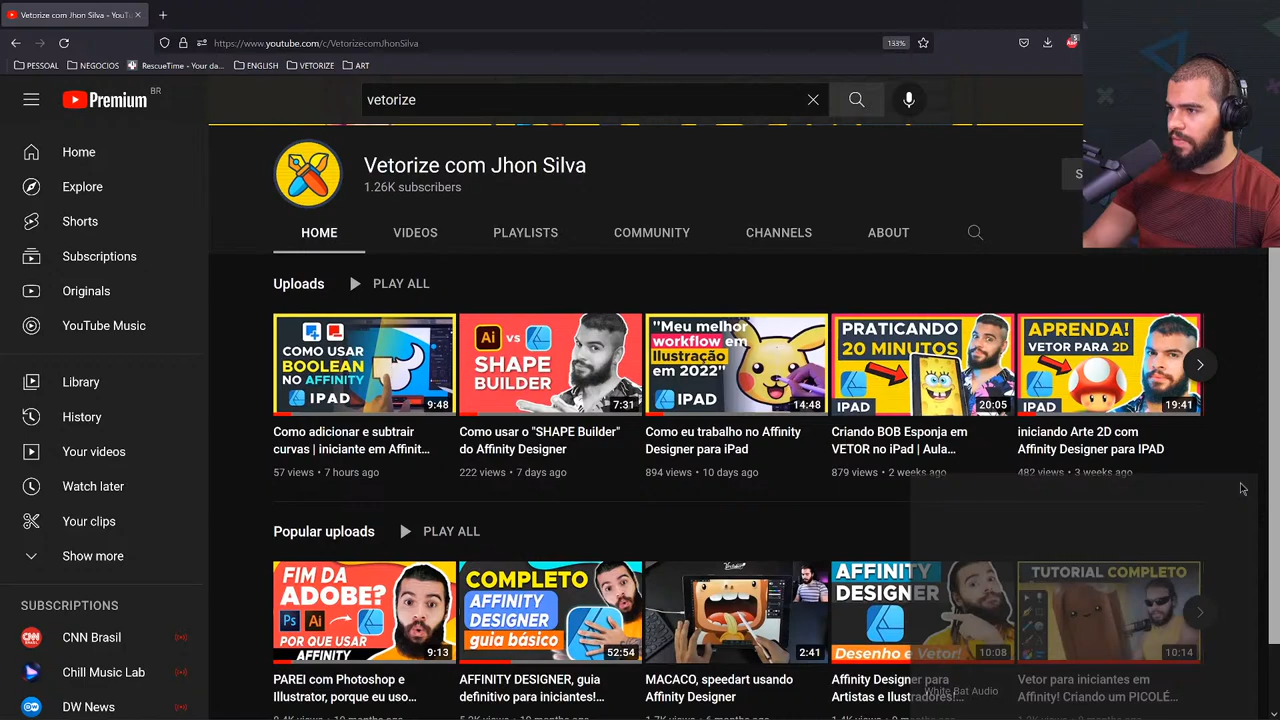 Vetorize com Jhon Silva - YouTu
https://www.youtube.com/c/VetorizecomJhonSilva
133%
PESSOAL NEGOCIOS RescueTime - Your da... ENGLISH VETORIZE ART
Premium BR
vetorize
Home
Explore
Shorts
Subscriptions
Originals
YouTube Music
Library
History
Your videos
Watch later
Your clips
Show more
SUBSCRIPTIONS
CNN Brasil
Chill Music Lab
DW News
Vetorize com Jhon Silva
1.26K subscribers
HOME VIDEOS PLAYLISTS COMMUNITY CHANNELS ABOUT
Uploads PLAY ALL
COMO USAR
BOOLEAN
NO AFFINITY
IPAD
9:48
Como adicionar e subtrair
curvas | iniciante em Affinit...
57 views • 7 hours ago
Ai vs
SHAPE
BUILDER
7:31
Como usar o "SHAPE Builder"
do Affinity Designer
222 views • 7 days ago
"Meu melhor
workflow em
Ilustração
em 2022"
IPAD
14:48
Como eu trabalho no Affinity
Designer para iPad
894 views • 10 days ago
PRATICANDO
20 MINUTOS
IPAD
20:05
Criando BOB Esponja em
VETOR no iPad | Aula...
879 views • 2 weeks ago
APRENDA!
VETOR PARA 2D
IPAD
19:41
iniciando Arte 2D com
Affinity Designer para IPAD
482 views • 3 weeks ago
Popular uploads PLAY ALL
FIM DA
ADOBE?
Ps Ai
POR QUE USAR
AFFINITY
9:13
PAREI com Photoshop e
Illustrator, porque eu uso...
COMPLETO
AFFINITY
DESIGNER
guia básico
52:54
AFFINITY DESIGNER, guia
definitivo para iniciantes!...
2:41
MACACO, speedart usando
Affinity Designer
AFFINITY
DESIGNER
Desenho e Vetor!
10:08
Affinity Designer para
Artistas e Ilustradores!...
TUTORIAL COMPLETO
10:14
Vetor para iniciantes em
Affinity! Criando um PICOLÉ...
White Bat Audio